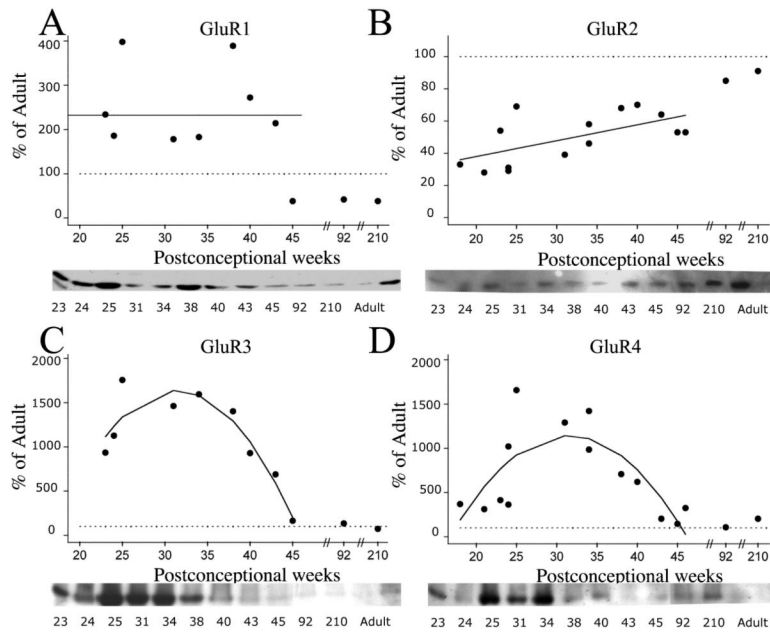 A
GluR1
% of Adult
400
300
200
100
0
20 25 30 35 40 45 92 210
Postconceptional weeks
23 24 25 31 34 38 40 43 45 92 210 Adult
B
GluR2
% of Adult
100
80
60
40
20
0
20 25 30 35 40 45 92 210
Postconceptional weeks
23 24 25 31 34 38 40 43 46 92 210 Adult
C
GluR3
% of Adult
2000
1500
1000
500
0
20 25 30 35 40 45 92 210
Postconceptional weeks
23 24 25 31 34 38 40 43 45 92 210 Adult
D
GluR4
% of Adult
2000
1500
1000
500
0
20 25 30 35 40 45 92 210
Postconceptional weeks
23 24 25 31 34 38 40 43 45 92 210 Adult